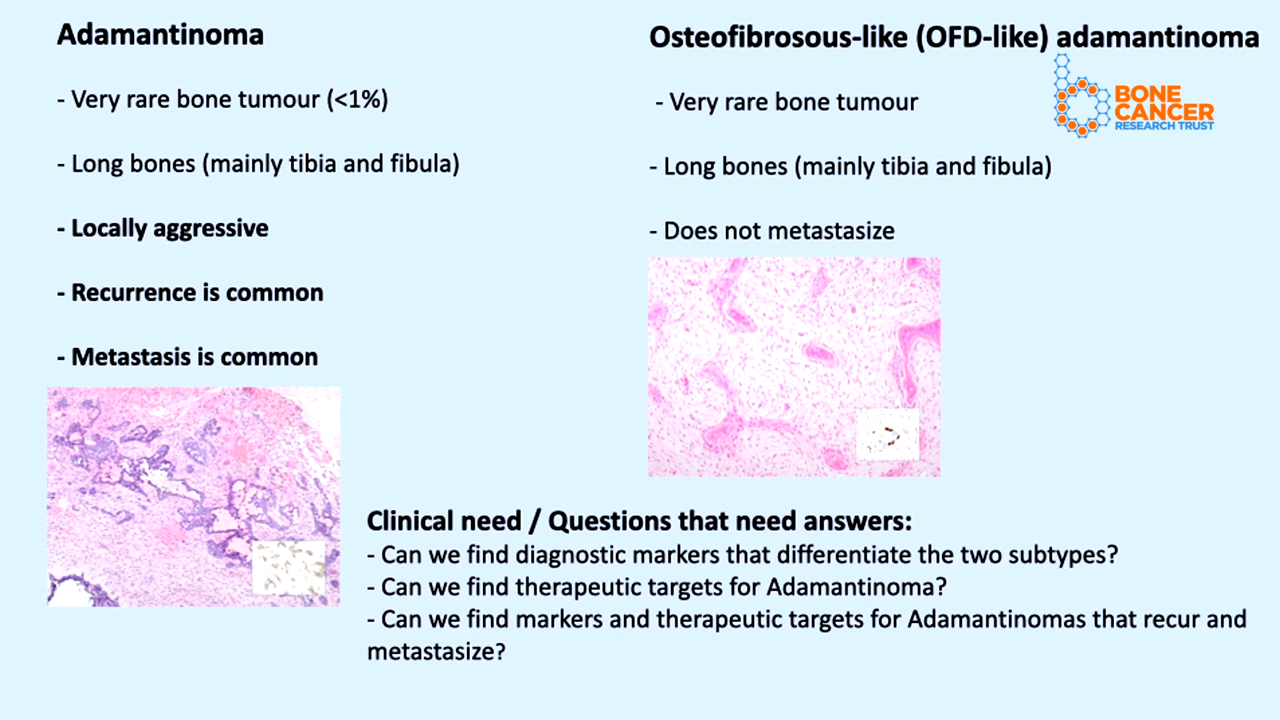 Adamantinoma
- Very rare bone tumour (<1%)
- Long bones (mainly tibia and fibula)
- Locally aggressive
- Recurrence is common
- Metastasis is common
Osteofibrosous-like (OFD-like) adamantinoma
BONE
CANCER
RESEARCH TRUST
- Very rare bone tumour
- Long bones (mainly tibia and fibula)
- Does not metastasize
Clinical need / Questions that need answers:
- Can we find diagnostic markers that differentiate the two subtypes?
- Can we find therapeutic targets for Adamantinoma?
- Can we find markers and therapeutic targets for Adamantinomas that recur and
metastasize?